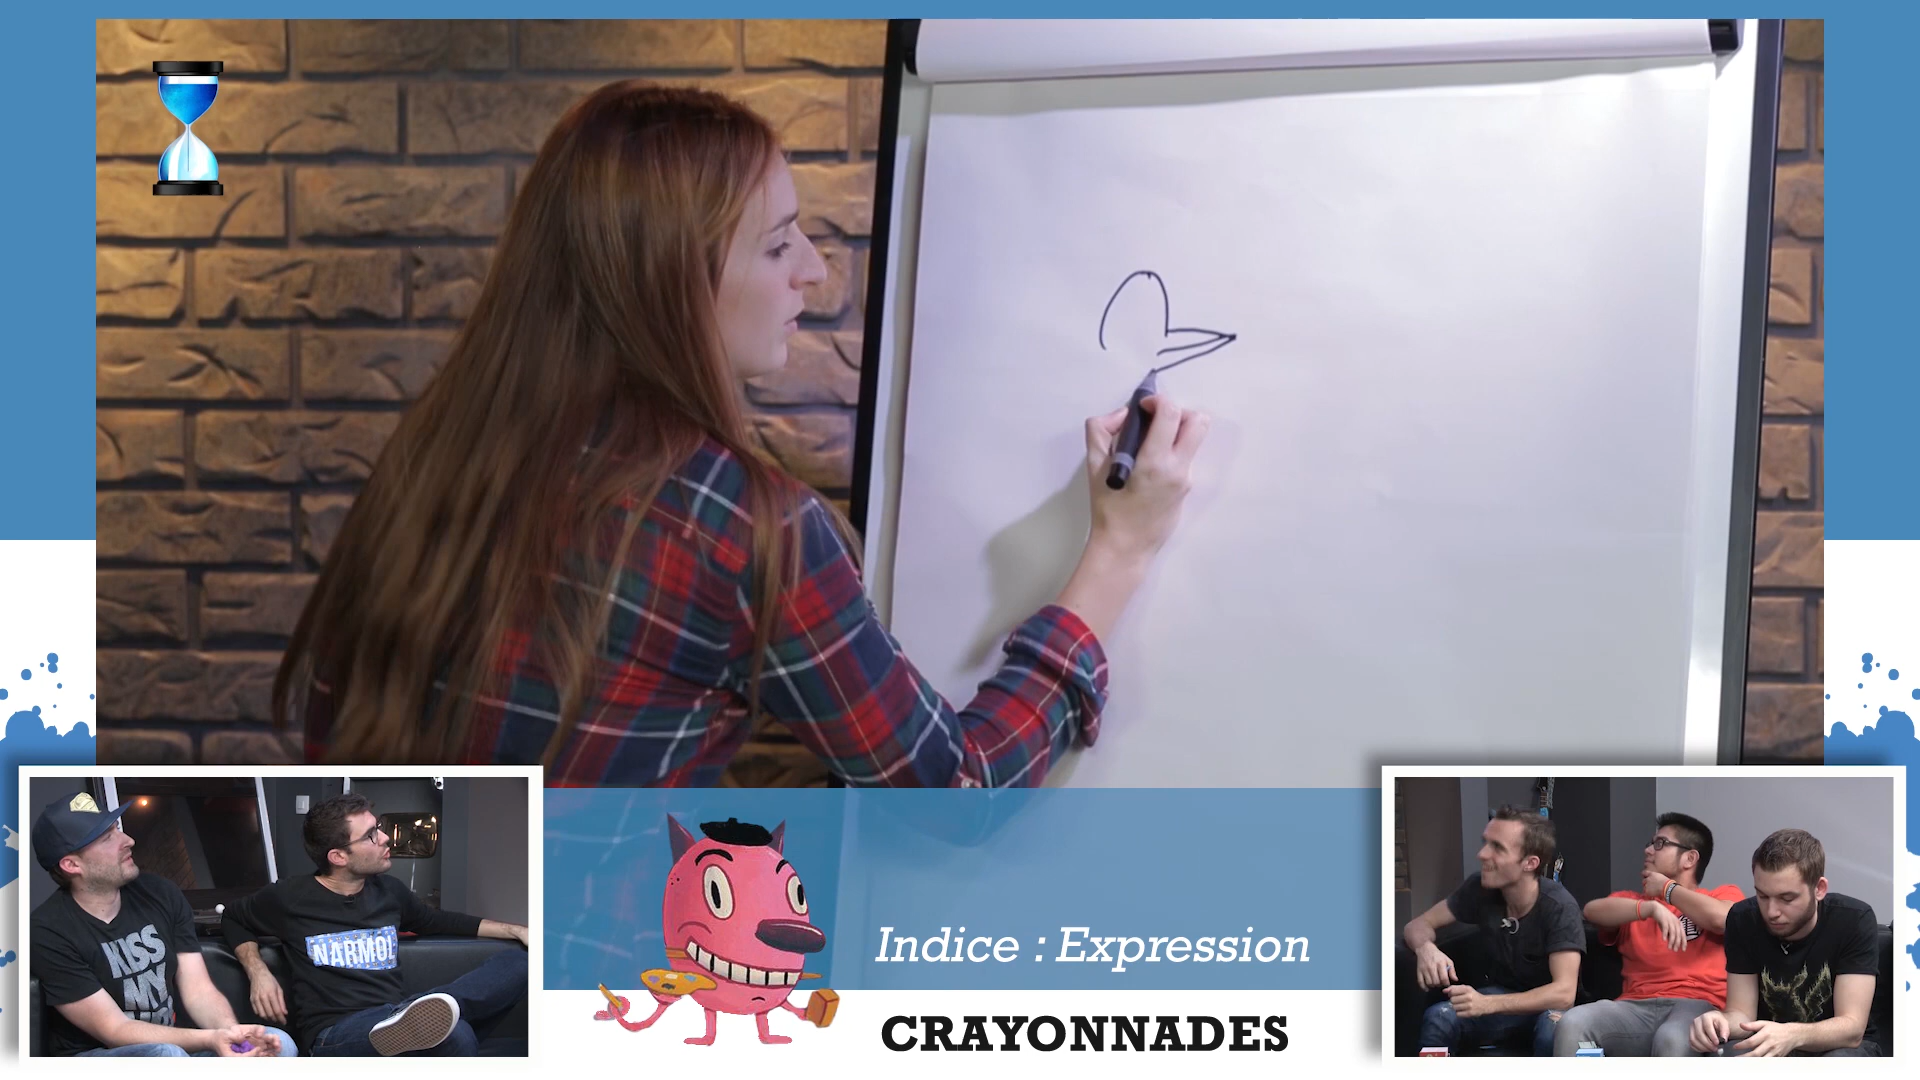 KISS
MY
NARMOL
Indice : Expression
CRAYONNADES